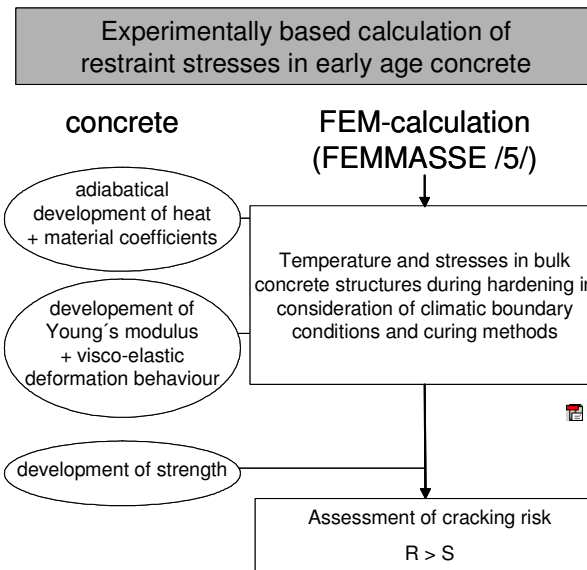 Experimentally based calculation of
restraint stresses in early age concrete
concrete
FEM-calculation
(FEMMASSE /5/)
adiabatical
development of heat
+ material coefficients
Temperature and stresses in bulk
concrete structures during hardening in
consideration of climatic boundary
conditions and curing methods
developement of
Young´s modulus
+ visco-elastic
deformation behaviour
development of strength
Assessment of cracking risk
R > S